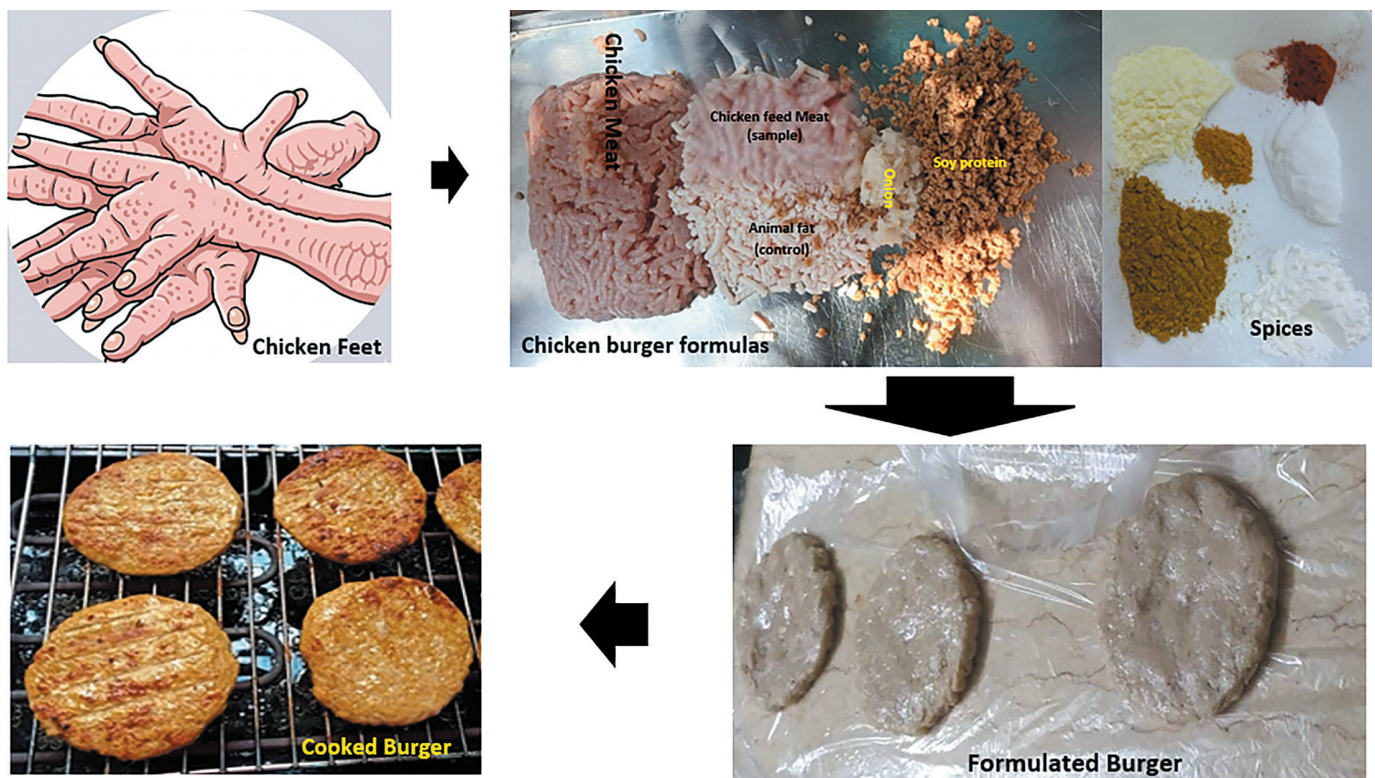 Chicken Feet
Chicken Meat
Chicken feed Meat
(sample)
Animal fat
(control)
Onion
Soy protein
Chicken burger formulas
Spices
Cooked Burger
Formulated Burger